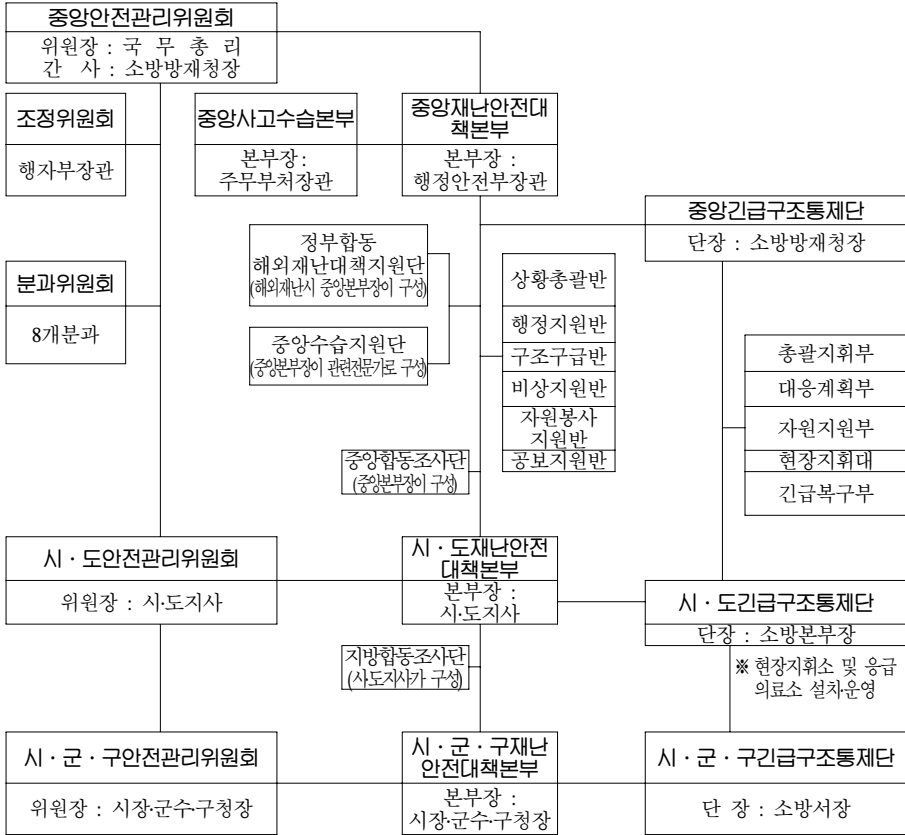 중앙안전관리위원회
위원장 : 국 무 총 리
간 사 : 소방방재청장
조정위원회
행자부장관
중앙사고수습본부
본부장 :
주무부처장관
중앙재난안전대
책본부
본부장 :
행정안전부장관
중앙긴급구조통제단
단장 : 소방방재청장
정부합동
해외재난대책지원단
(해외재난시 중앙본부장이 구성)
분과위원회
8개분과
중앙수습지원단
(중앙본부장이 관련전문가로 구성)
상황총괄반
행정지원반
구조구급반
비상지원반
자원봉사
지원반
공보지원반
총괄지휘부
대응계획부
자원지원부
현장지휘대
긴급복구부
중앙합동조사단
(중앙본부장이 구성)
시 · 도안전관리위원회
위원장 : 시·도지사
시 · 도재난안전
대책본부
본부장 :
시·도지사
시 · 도긴급구조통제단
단장 : 소방본부장
※ 현장지휘소 및 응급
의료소 설치·운영
지방합동조사단
(시·도지사가 구성)
시 · 군 · 구안전관리위원회
위원장 : 시장·군수·구청장
시 · 군 · 구재난
안전대책본부
본부장 :
시장·군수·구청장
시 · 군 · 구긴급구조통제단
단 장 : 소방서장